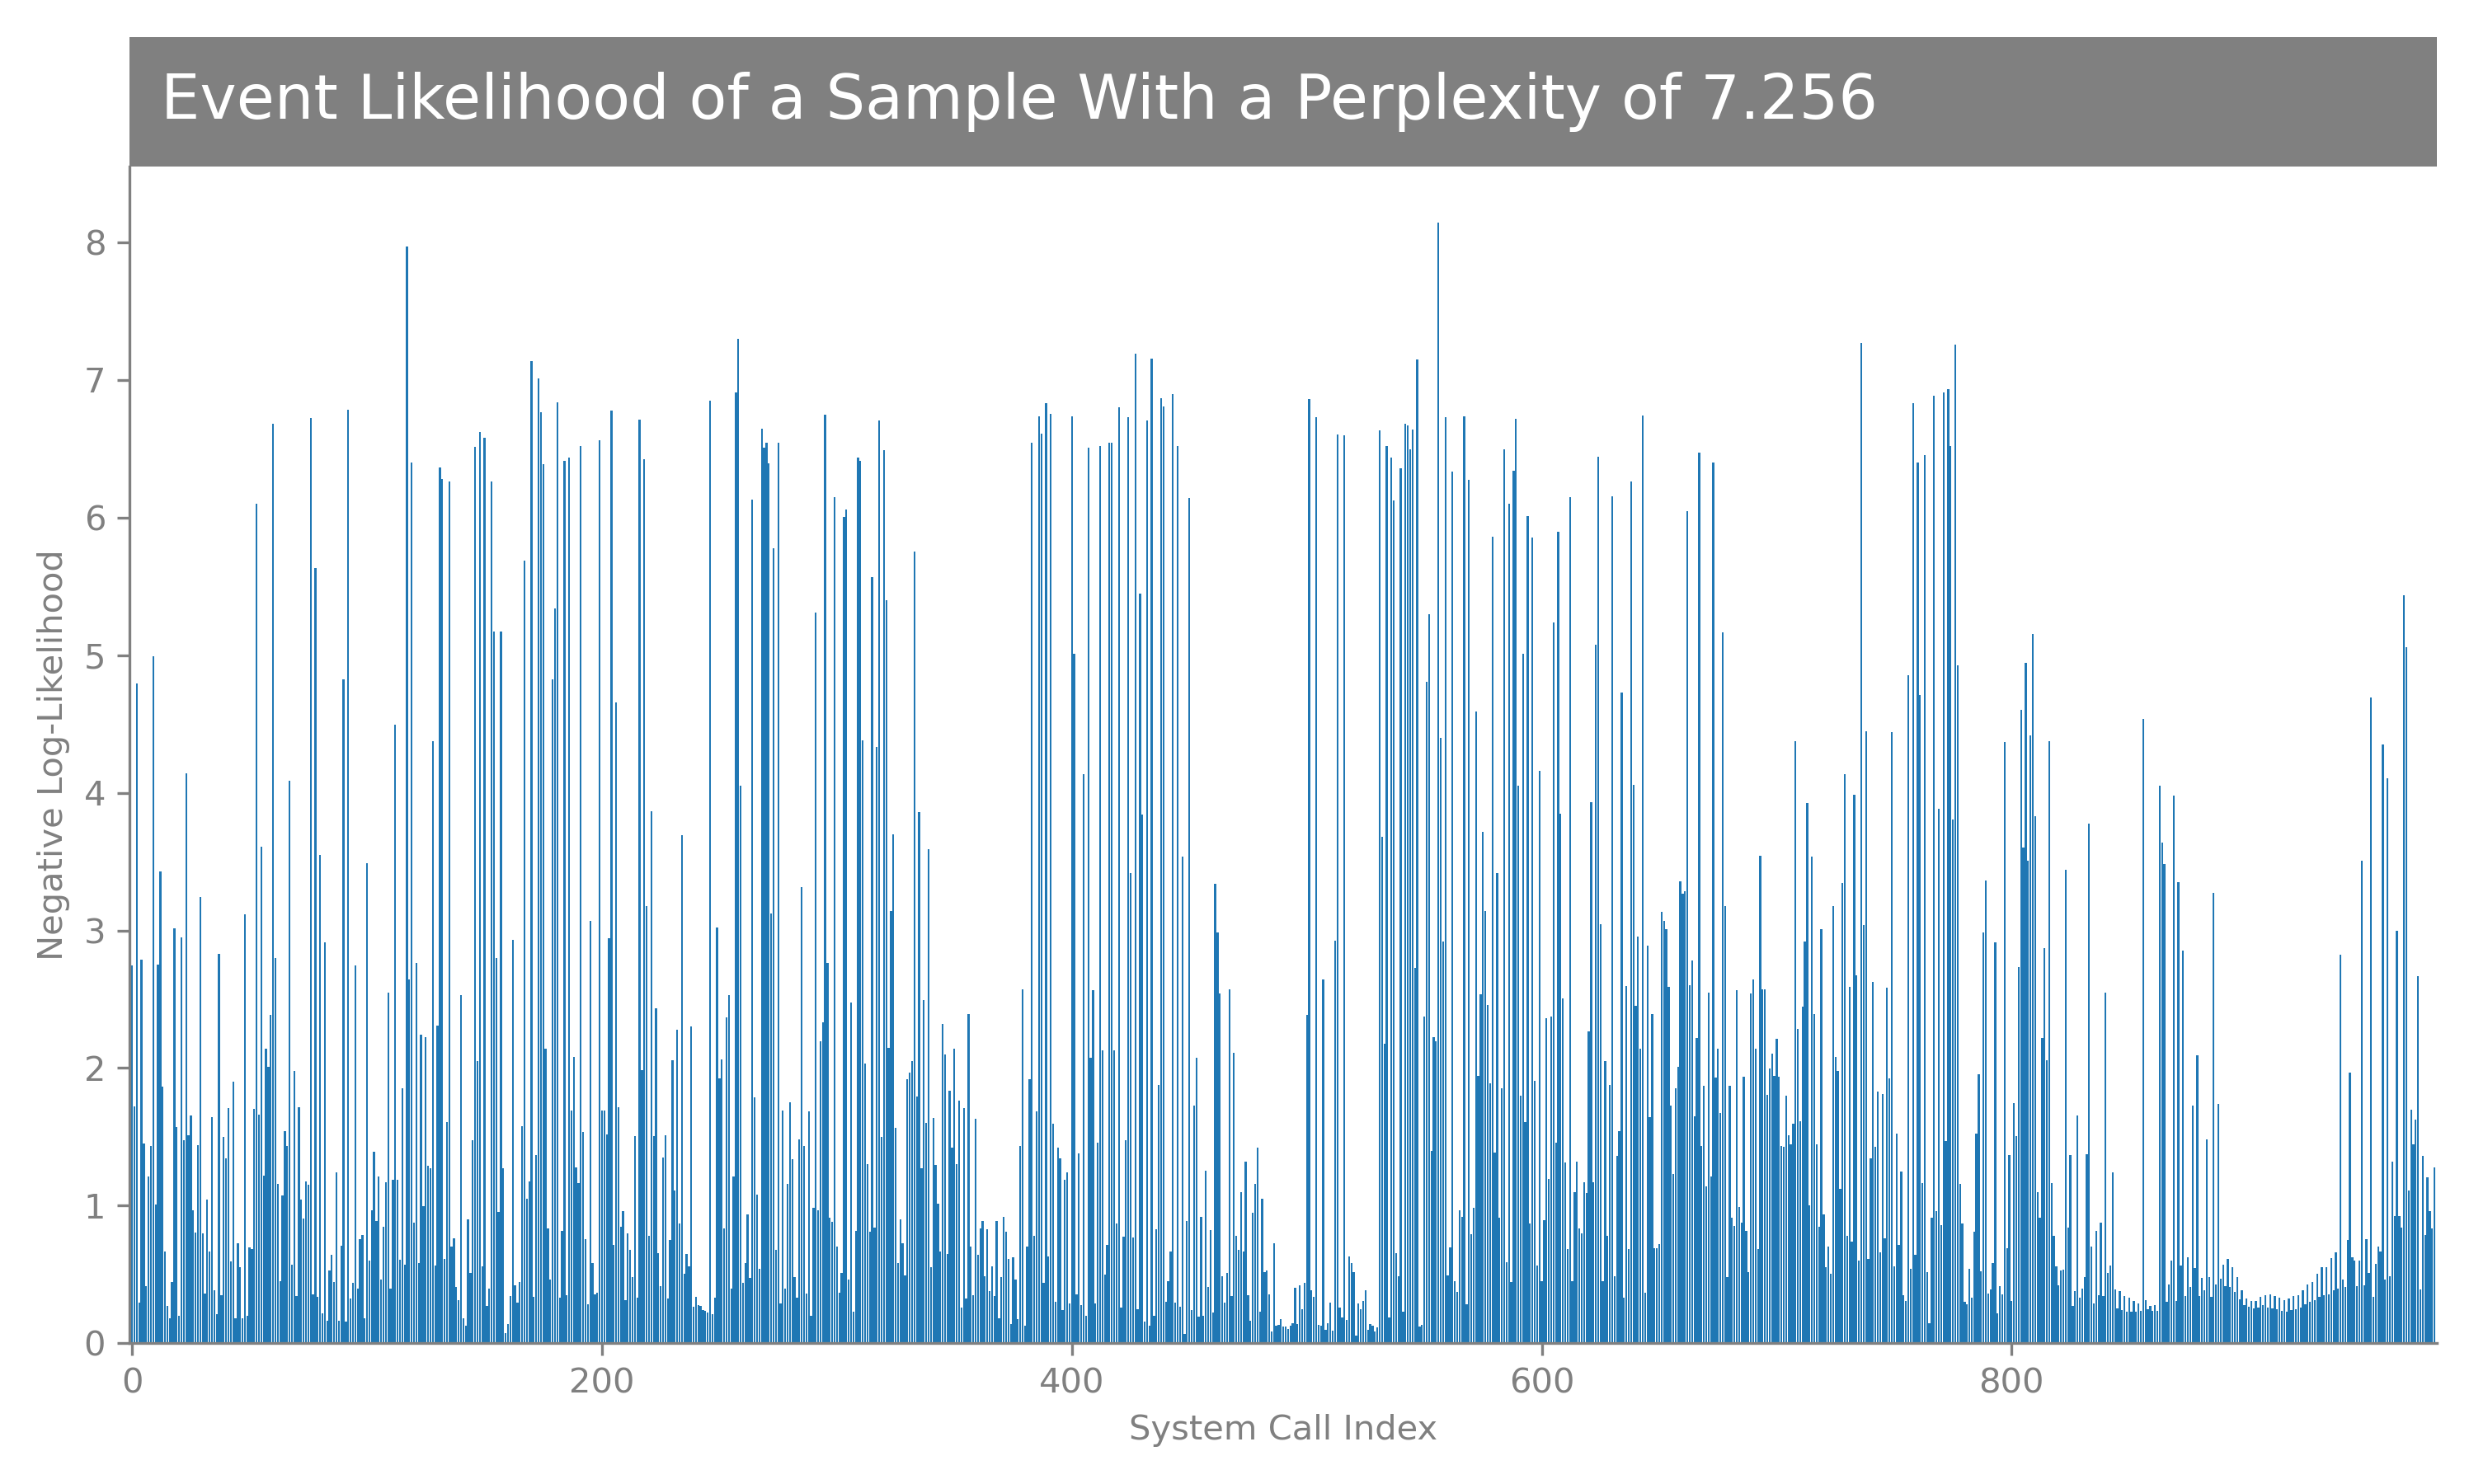 Event Likelihood of a Sample With a Perplexity of 7.256
8
7
6
5
4
3
2
1
0
Negative Log-Likelihood
0 200 400 600 800
System Call Index